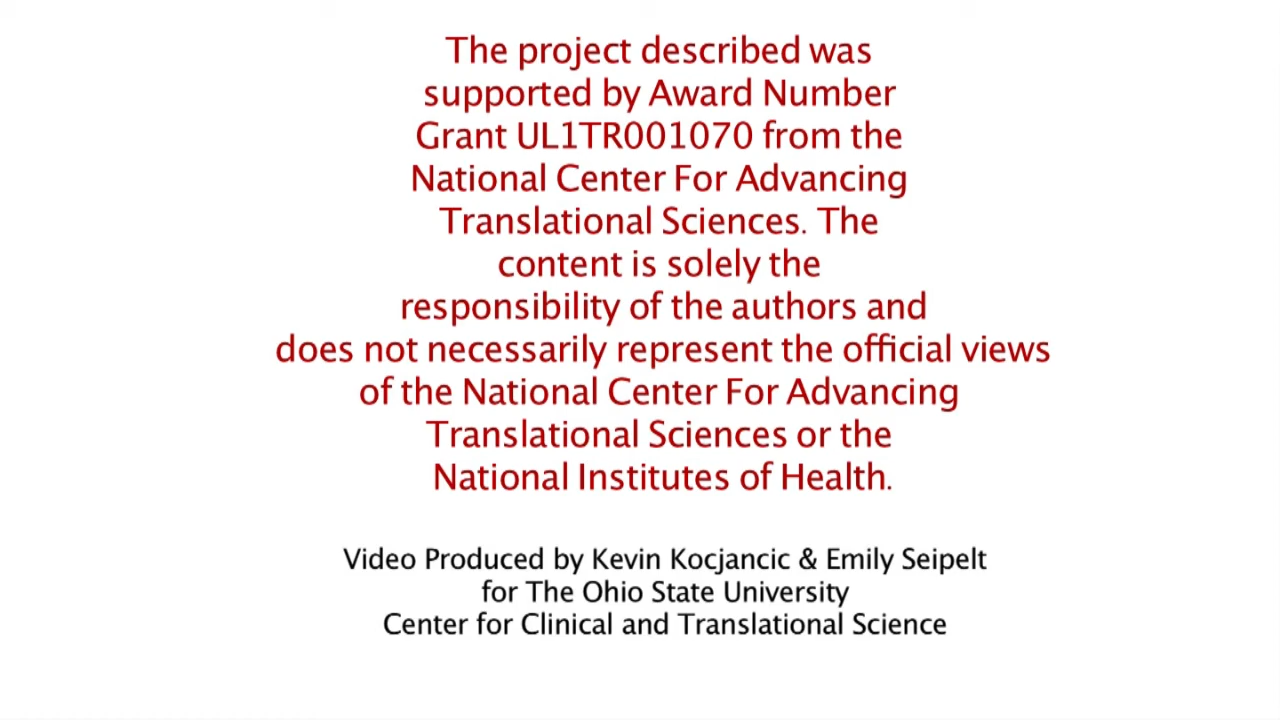 The project described was
supported by Award Number
Grant UL1TR001070 from the
National Center For Advancing
Translational Sciences. The
content is solely the
responsibility of the authors and
does not necessarily represent the official views
of the National Center For Advancing
Translational Sciences or the
National Institutes of Health.
Video Produced by Kevin Kocjancic & Emily Seipelt
for The Ohio State University
Center for Clinical and Translational Science